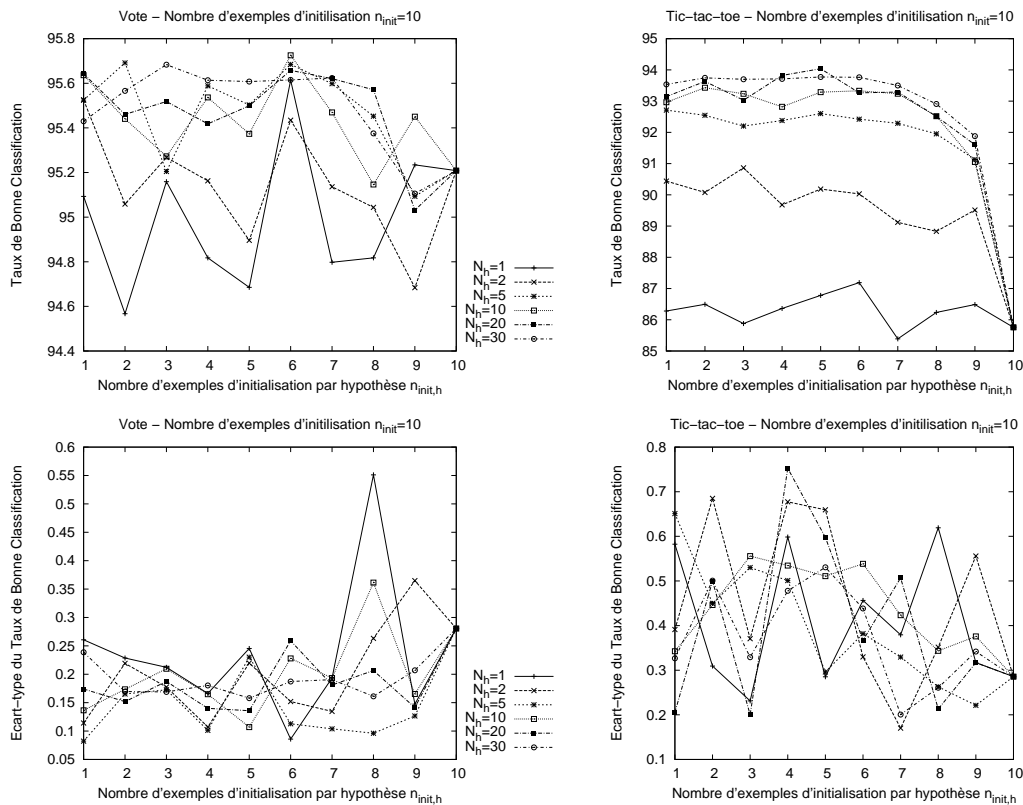 Vote − Nombre d'exemples d'initilisation n_init=10
Taux de Bonne Classification
95.8
95.6
95.4
95.2
95
94.8
94.6
94.4
1 2 3 4 5 6 7 8 9 10
Nombre d'exemples d'initialisation par hypothèse n_init,h
N_h=1
N_h=2
N_h=5
N_h=10
N_h=20
N_h=30
Tic−tac−toe − Nombre d'exemples d'initilisation n_init=10
Taux de Bonne Classification
95
94
93
92
91
90
89
88
87
86
85
1 2 3 4 5 6 7 8 9 10
Nombre d'exemples d'initialisation par hypothèse n_init,h
Vote − Nombre d'exemples d'initilisation n_init=10
Ecart−type du Taux de Bonne Classification
0.6
0.55
0.5
0.45
0.4
0.35
0.3
0.25
0.2
0.15
0.1
0.05
1 2 3 4 5 6 7 8 9 10
Nombre d'exemples d'initialisation par hypothèse n_init,h
N_h=1
N_h=2
N_h=5
N_h=10
N_h=20
N_h=30
Tic−tac−toe − Nombre d'exemples d'initilisation n_init=10
Ecart−type du Taux de Bonne Classification
0.8
0.7
0.6
0.5
0.4
0.3
0.2
0.1
1 2 3 4 5 6 7 8 9 10
Nombre d'exemples d'initialisation par hypothèse n_init,h